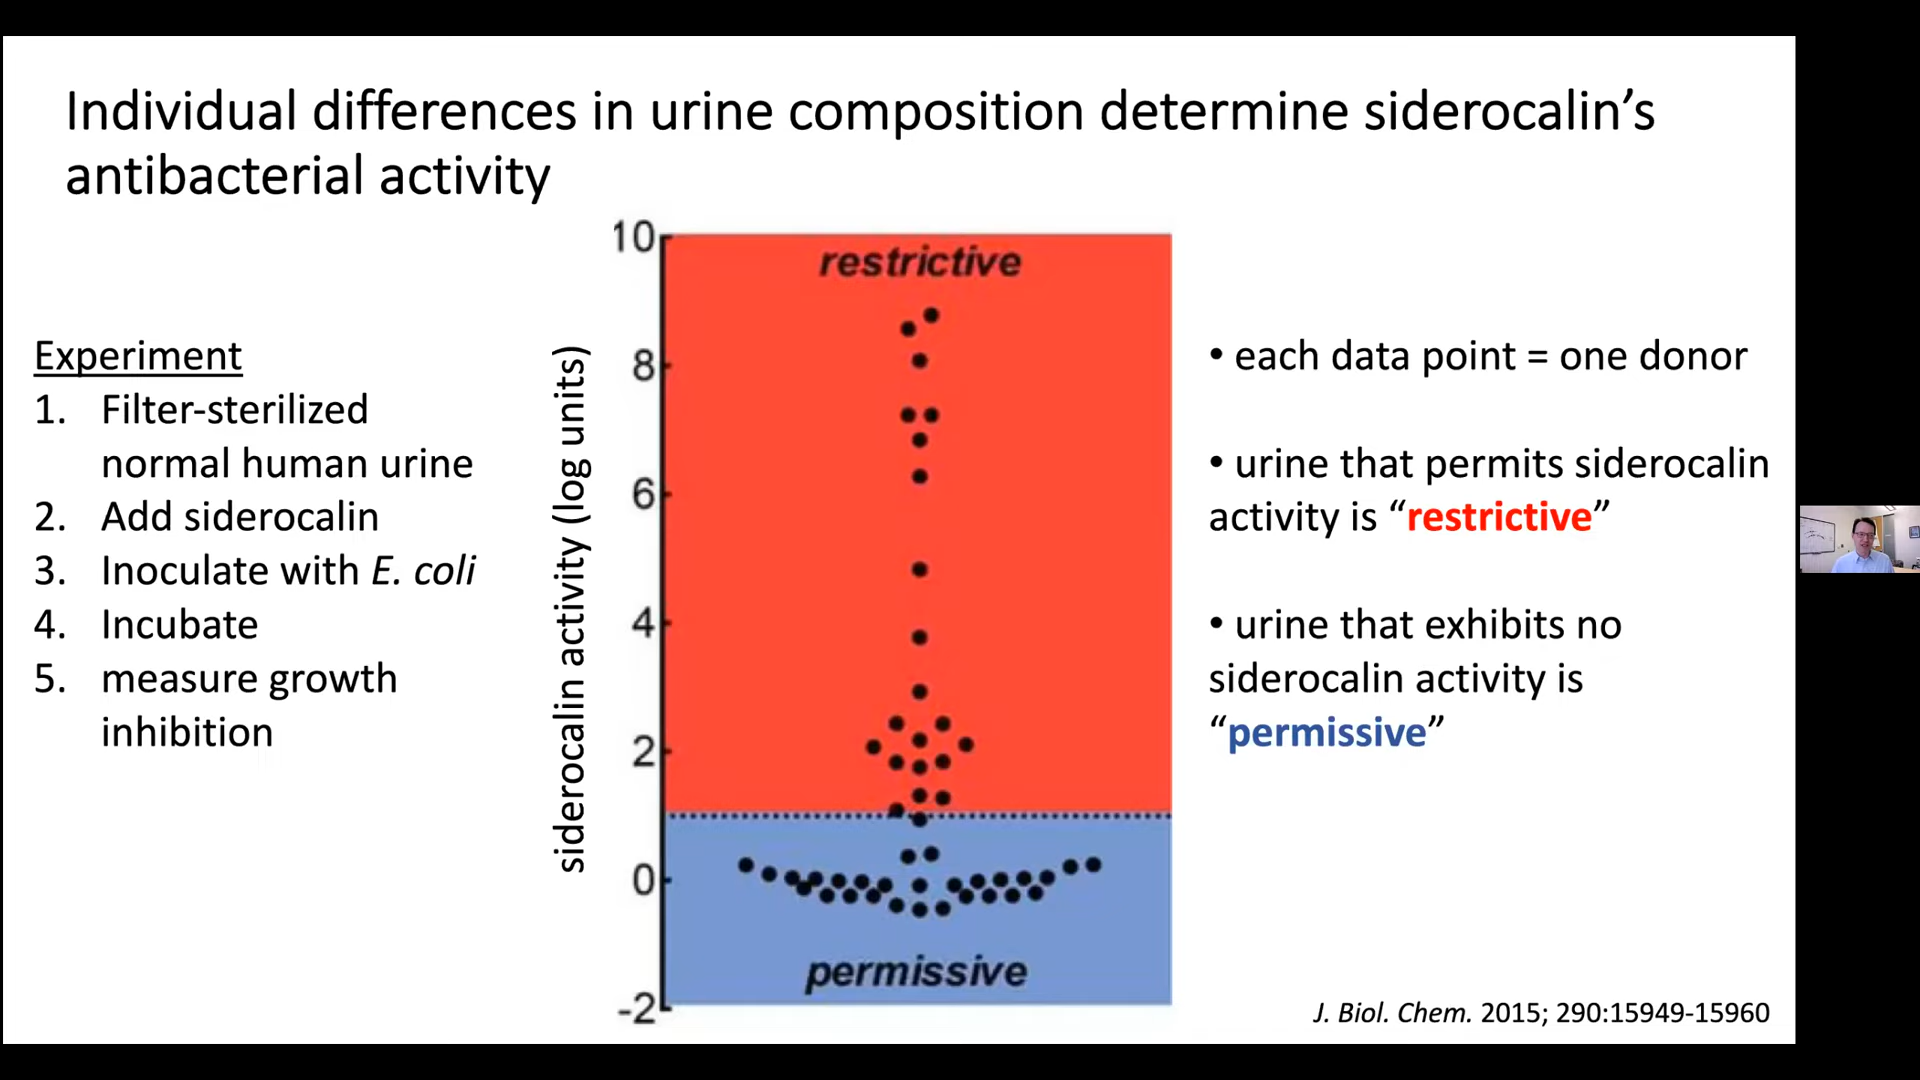 Individual differences in urine composition determine siderocalin’s
antibacterial activity
Experiment
1. Filter-sterilized
normal human urine
2. Add siderocalin
3. Inoculate with E. coli
4. Incubate
5. measure growth
inhibition
siderocalin activity (log units)
10
8
6
4
2
0
-2
restrictive
permissive
• each data point = one donor
• urine that permits siderocalin
activity is “restrictive”
• urine that exhibits no
siderocalin activity is
“permissive”
J. Biol. Chem. 2015; 290:15949-15960